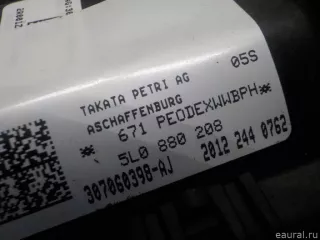 TAKATA PETRI AG 05S
ASCHAFFENBURG
* 671 PEODEXWWBPH*
* 5L0 880 208
307060398-AJ 2012 244 0762
eaural.ru